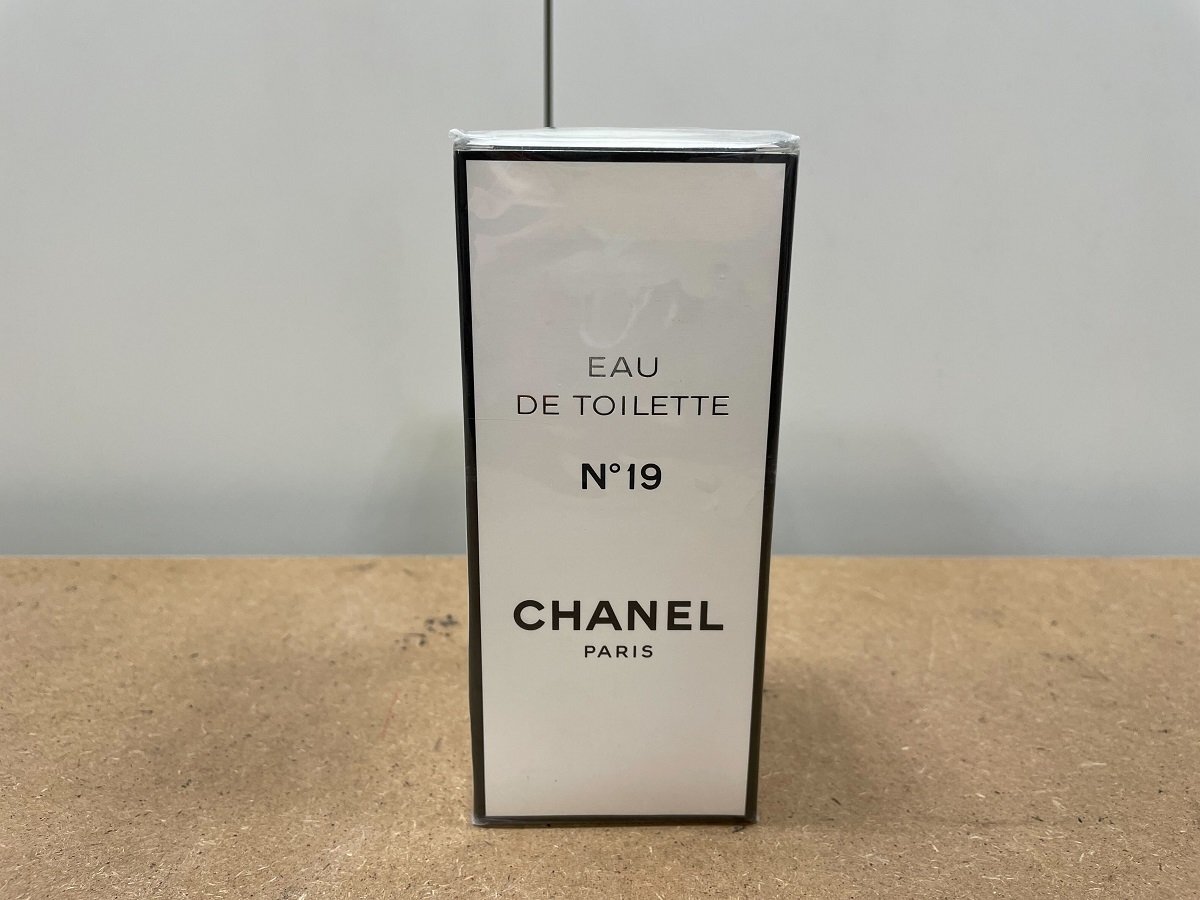 EAU
DE TOILETTE
N°19
CHANEL
PARIS